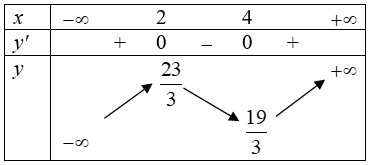 x −∞ 2 4 +∞
y′ + 0 − 0 + 
y −∞ 23/3 19/3 +∞